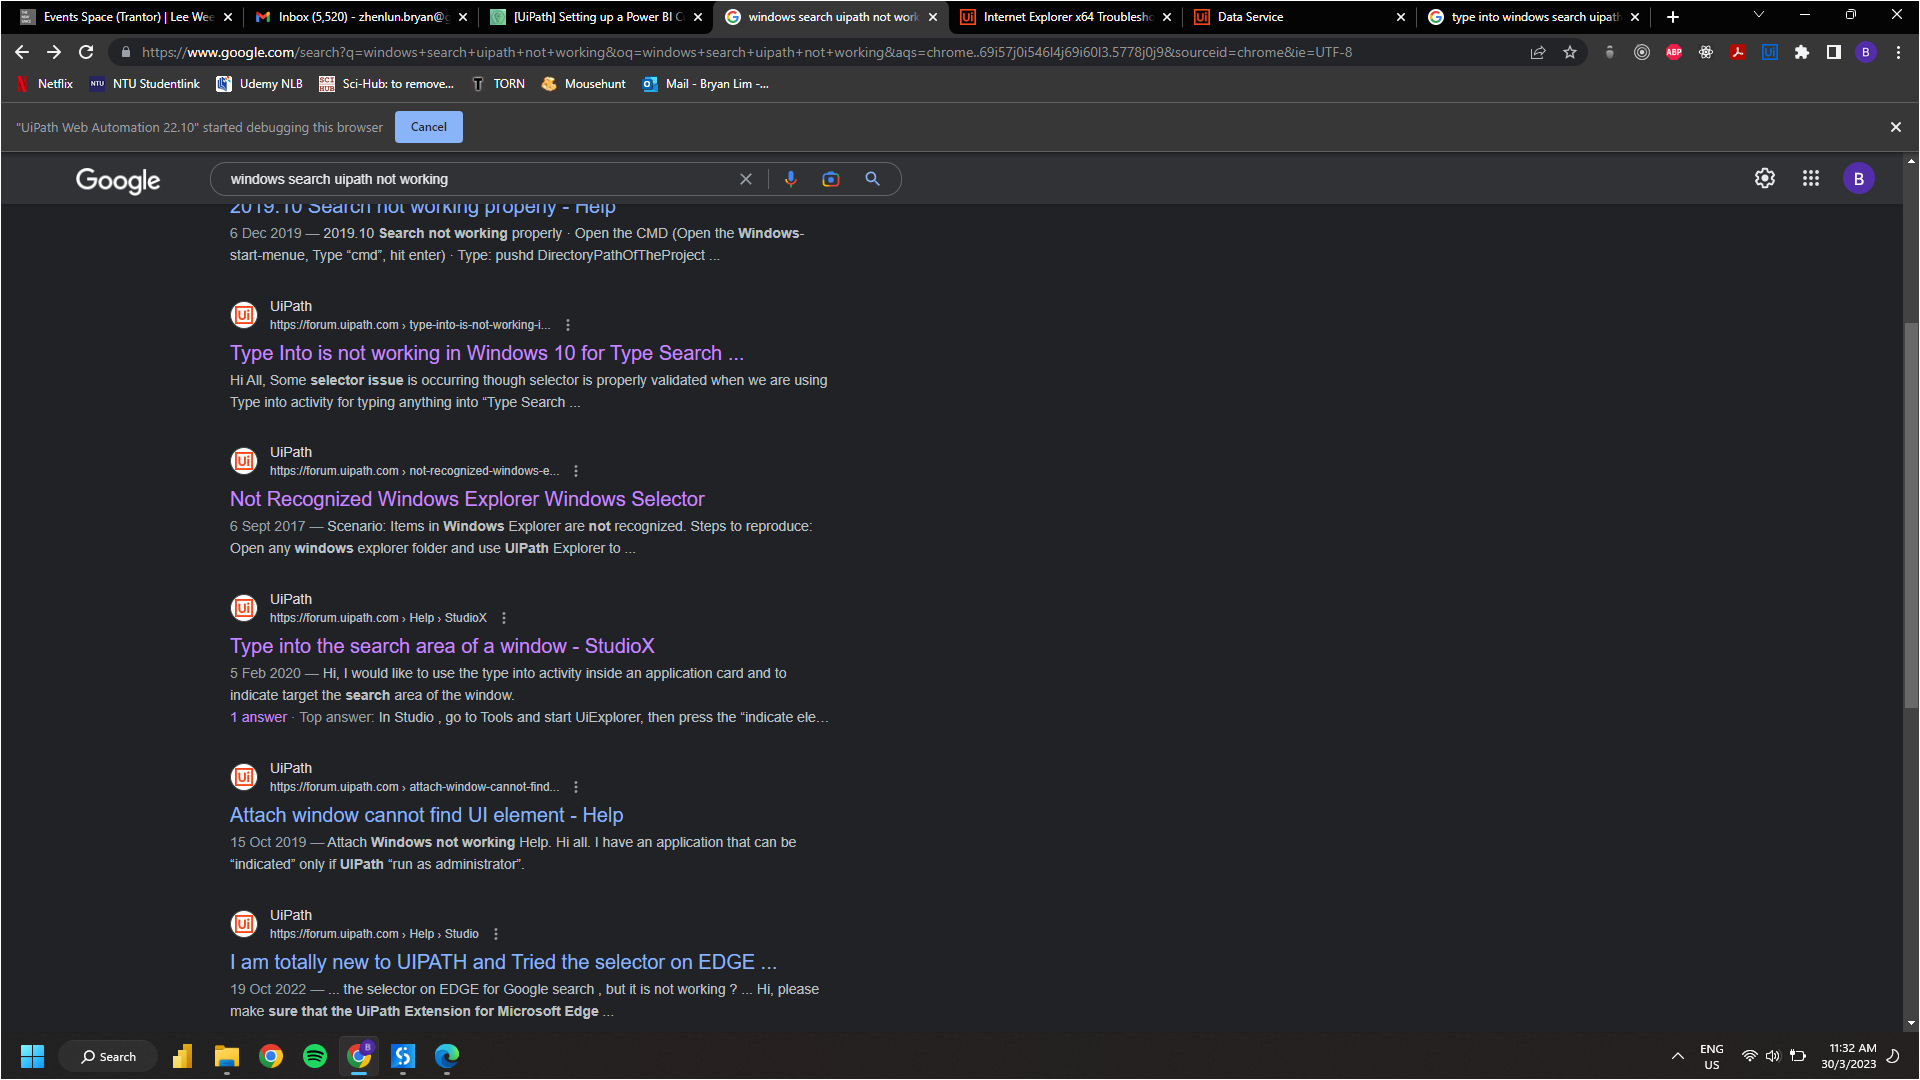 Events Space (Trantor) | Lee Wee
Inbox (5,520) - zhenlun.bryan@g
[UiPath] Setting up a Power BI C
windows search uipath not work
Internet Explorer x64 Troublesho
Data Service
type into windows search uipath
https://www.google.com/search?q=windows+search+uipath+not+working&oq=windows+search+uipath+not+working&aqs=chrome..69i57j0i546l4j69i60l3.5778j0j9&sourceid=chrome&ie=UTF-8
ABP
Ui
B
Netflix
NTU NTU Studentlink
Udemy NLB
SCI HUB Sci-Hub: to remove...
T TORN
Mousehunt
Mail - Bryan Lim -...
"UiPath Web Automation 22.10" started debugging this browser
Cancel
Google
windows search uipath not working
B
2019.10 Search not working properly - Help
6 Dec 2019 — 2019.10 Search not working properly · Open the CMD (Open the Windows-
start-menue, Type “cmd”, hit enter) · Type: pushd DirectoryPathOfTheProject ...
Ui
UiPath
https://forum.uipath.com › type-into-is-not-working-i...
Type Into is not working in Windows 10 for Type Search ...
Hi All, Some selector issue is occurring though selector is properly validated when we are using
Type into activity for typing anything into “Type Search ...
Ui
UiPath
https://forum.uipath.com › not-recognized-windows-e...
Not Recognized Windows Explorer Windows Selector
6 Sept 2017 — Scenario: Items in Windows Explorer are not recognized. Steps to reproduce:
Open any windows explorer folder and use UIPath Explorer to ...
Ui
UiPath
https://forum.uipath.com › Help › StudioX
Type into the search area of a window - StudioX
5 Feb 2020 — Hi, I would like to use the type into activity inside an application card and to
indicate target the search area of the window.
1 answer · Top answer: In Studio , go to Tools and start UiExplorer, then press the “indicate ele...
Ui
UiPath
https://forum.uipath.com › attach-window-cannot-find...
Attach window cannot find UI element - Help
15 Oct 2019 — Attach Windows not working Help. Hi all. I have an application that can be
“indicated” only if UIPath “run as administrator”.
Ui
UiPath
https://forum.uipath.com › Help › Studio
I am totally new to UIPATH and Tried the selector on EDGE ...
19 Oct 2022 — ... the selector on EDGE for Google search , but it is not working ? ... Hi, please
make sure that the UiPath Extension for Microsoft Edge ...
Search
B
ENG
US
11:32 AM
30/3/2023